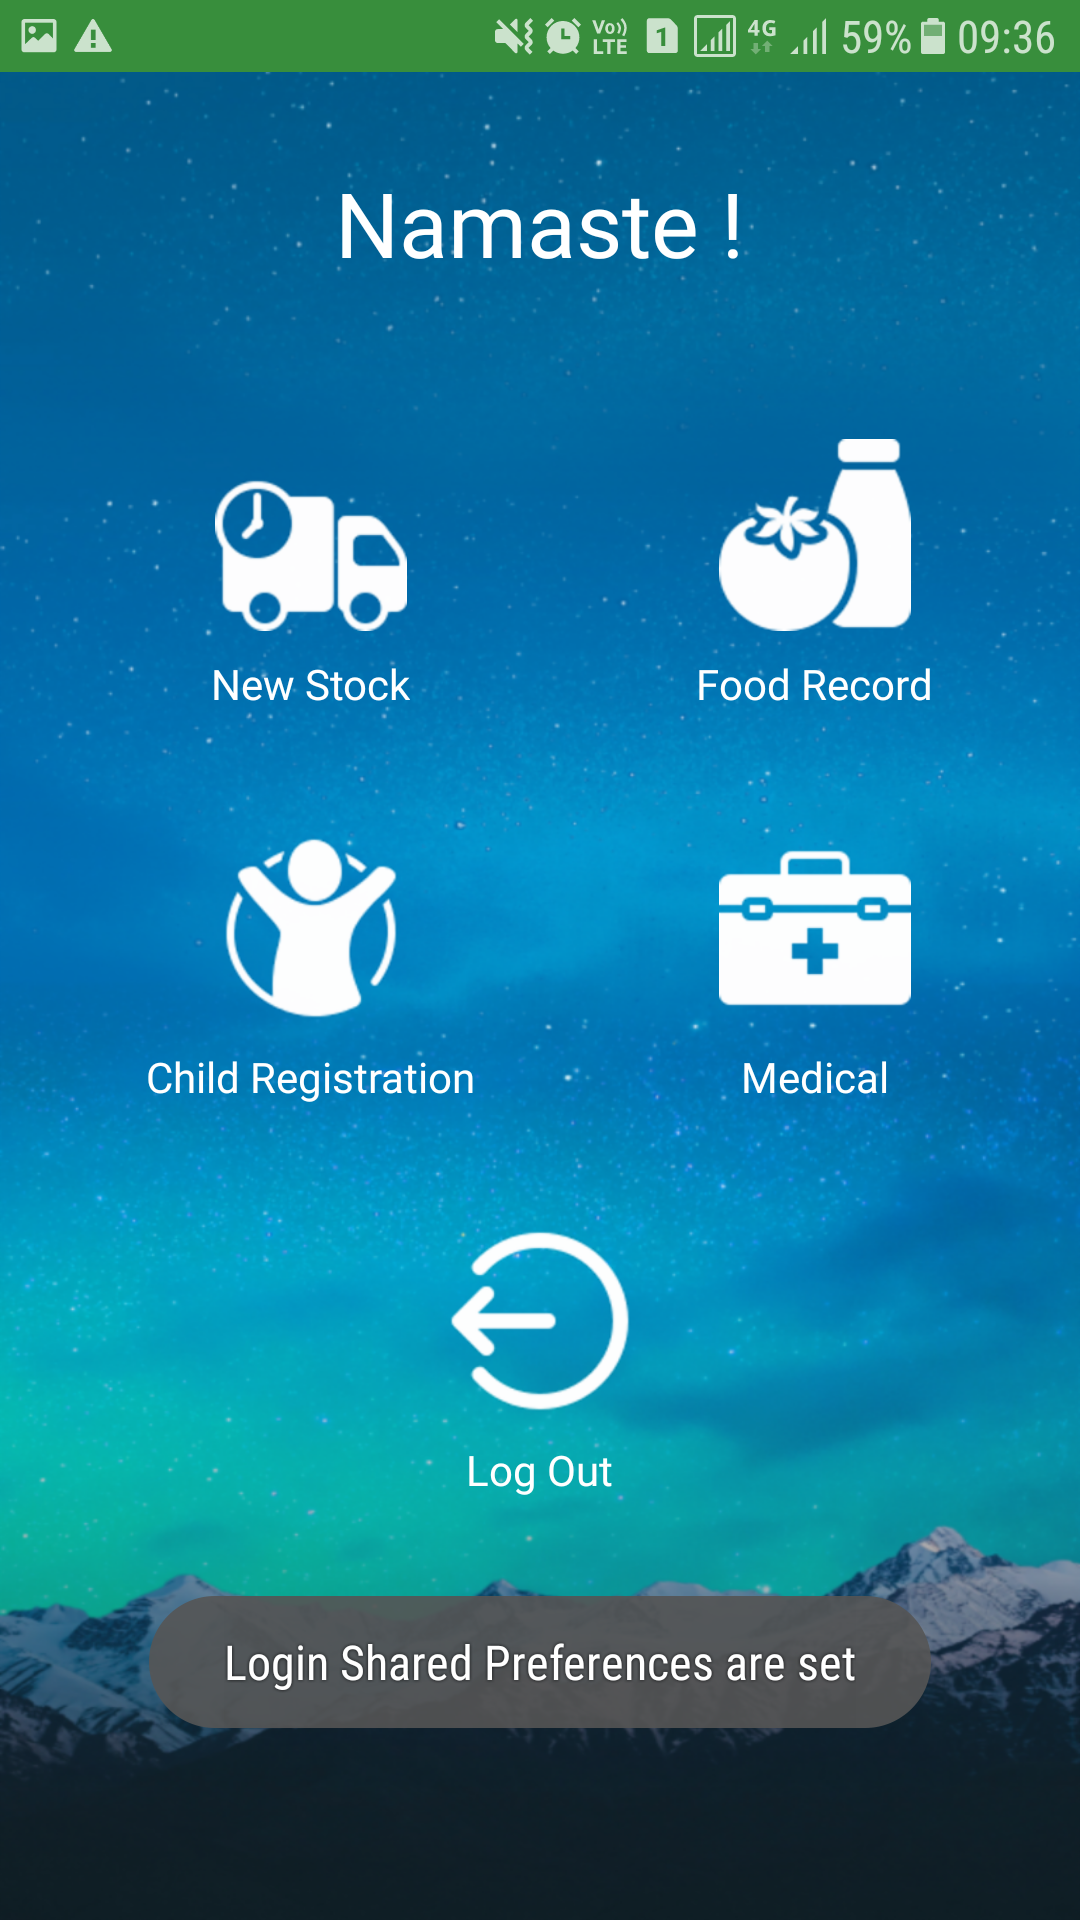 Vo)) LTE 1 4G 59% 09:36
Namaste !
New Stock Food Record
Child Registration Medical
Log Out
Login Shared Preferences are set